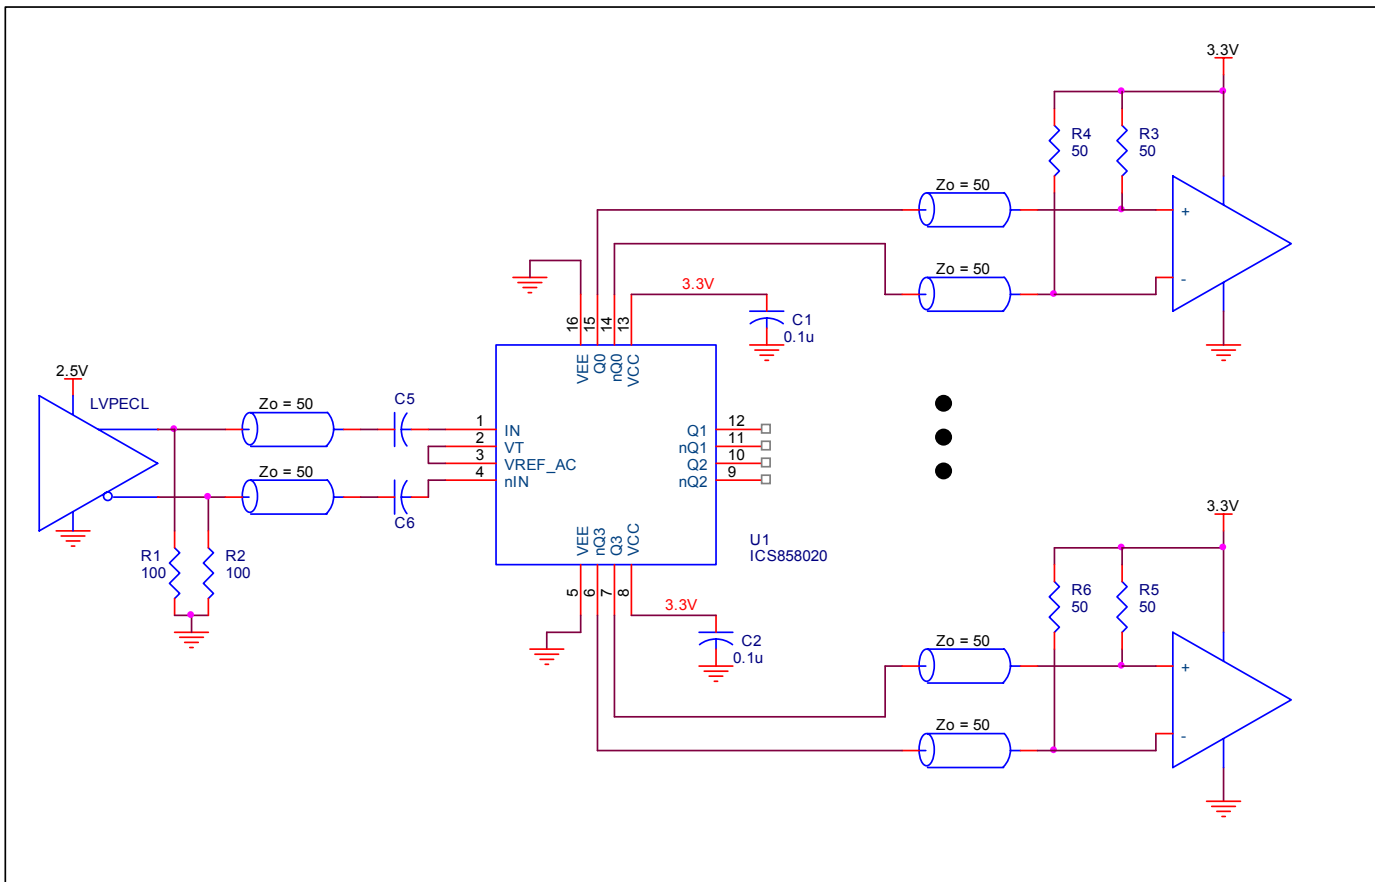 3.3V
R4
50
R3
50
Zo = 50
+
Zo = 50
-
3.3V
C1
0.1u
16
15
14
13
VEE
Q0
nQ0
VCC
2.5V
LVPECL
Zo = 50
C5
1
IN
2
VT
3
VREF_AC
4
nIN
Zo = 50
C6
Q1
12
nQ1
11
Q2
10
nQ2
9
R1
100
R2
100
VEE
nQ3
Q3
VCC
5
6
7
8
U1
ICS858020
3.3V
C2
0.1u
3.3V
R6
50
R5
50
Zo = 50
+
Zo = 50
-